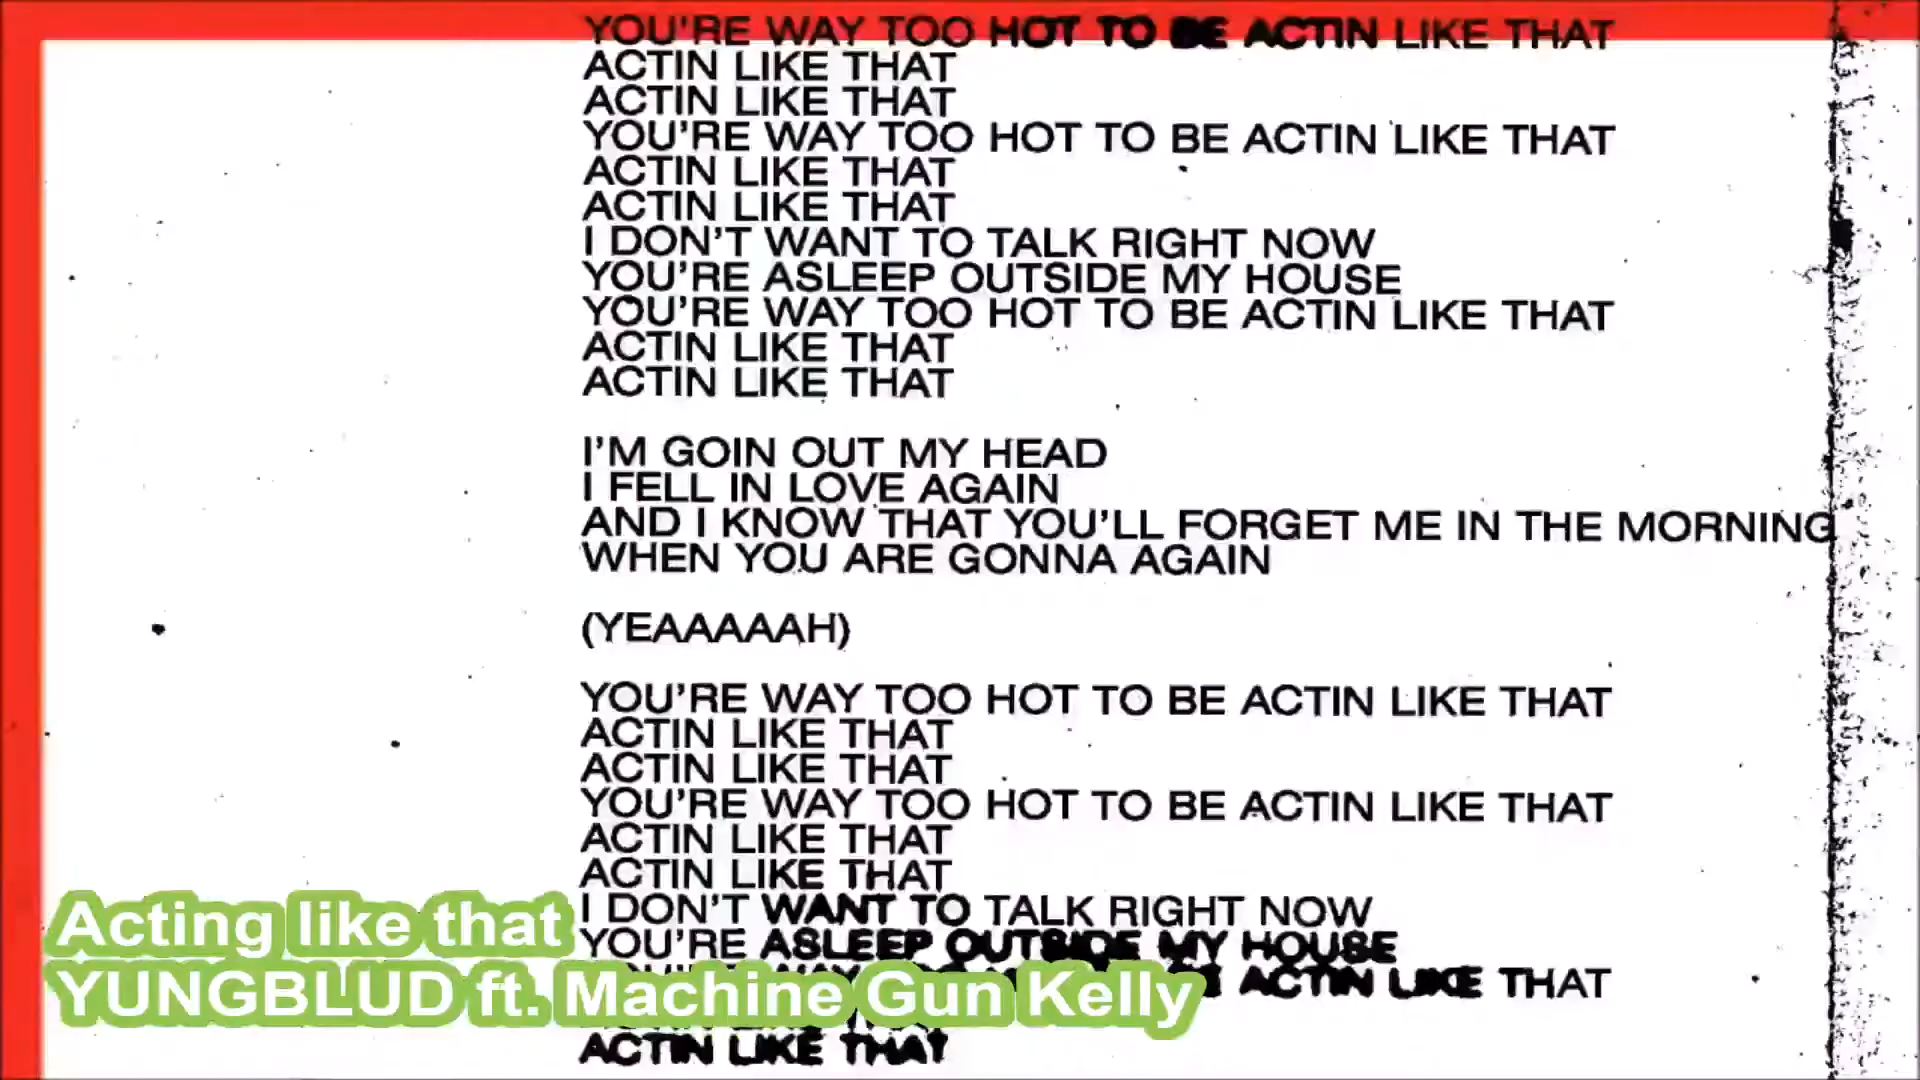 YOU'RE WAY TOO HOT TO BE ACTIN LIKE THAT
ACTIN LIKE THAT
ACTIN LIKE THAT
YOU'RE WAY TOO HOT TO BE ACTIN LIKE THAT
ACTIN LIKE THAT
ACTIN LIKE THAT
I DON'T WANT TO TALK RIGHT NOW
YOU'RE ASLEEP OUTSIDE MY HOUSE
YOU'RE WAY TOO HOT TO BE ACTIN LIKE THAT
ACTIN LIKE THAT
ACTIN LIKE THAT
I'M GOIN OUT MY HEAD
I FELL IN LOVE AGAIN
AND I KNOW THAT YOU'LL FORGET ME IN THE MORNING
WHEN YOU ARE GONNA AGAIN
(YEAAAAAH)
YOU'RE WAY TOO HOT TO BE ACTIN LIKE THAT
ACTIN LIKE THAT
ACTIN LIKE THAT
YOU'RE WAY TOO HOT TO BE ACTIN LIKE THAT
ACTIN LIKE THAT
ACTIN LIKE THAT
I DON'T WANT TO TALK RIGHT NOW
YOU'RE ASLEEP OUTSIDE MY HOUSE
ACTIN LIKE THAT
ACTIN LIKE THAT
Acting like that
YUNGBLUD ft. Machine Gun Kelly